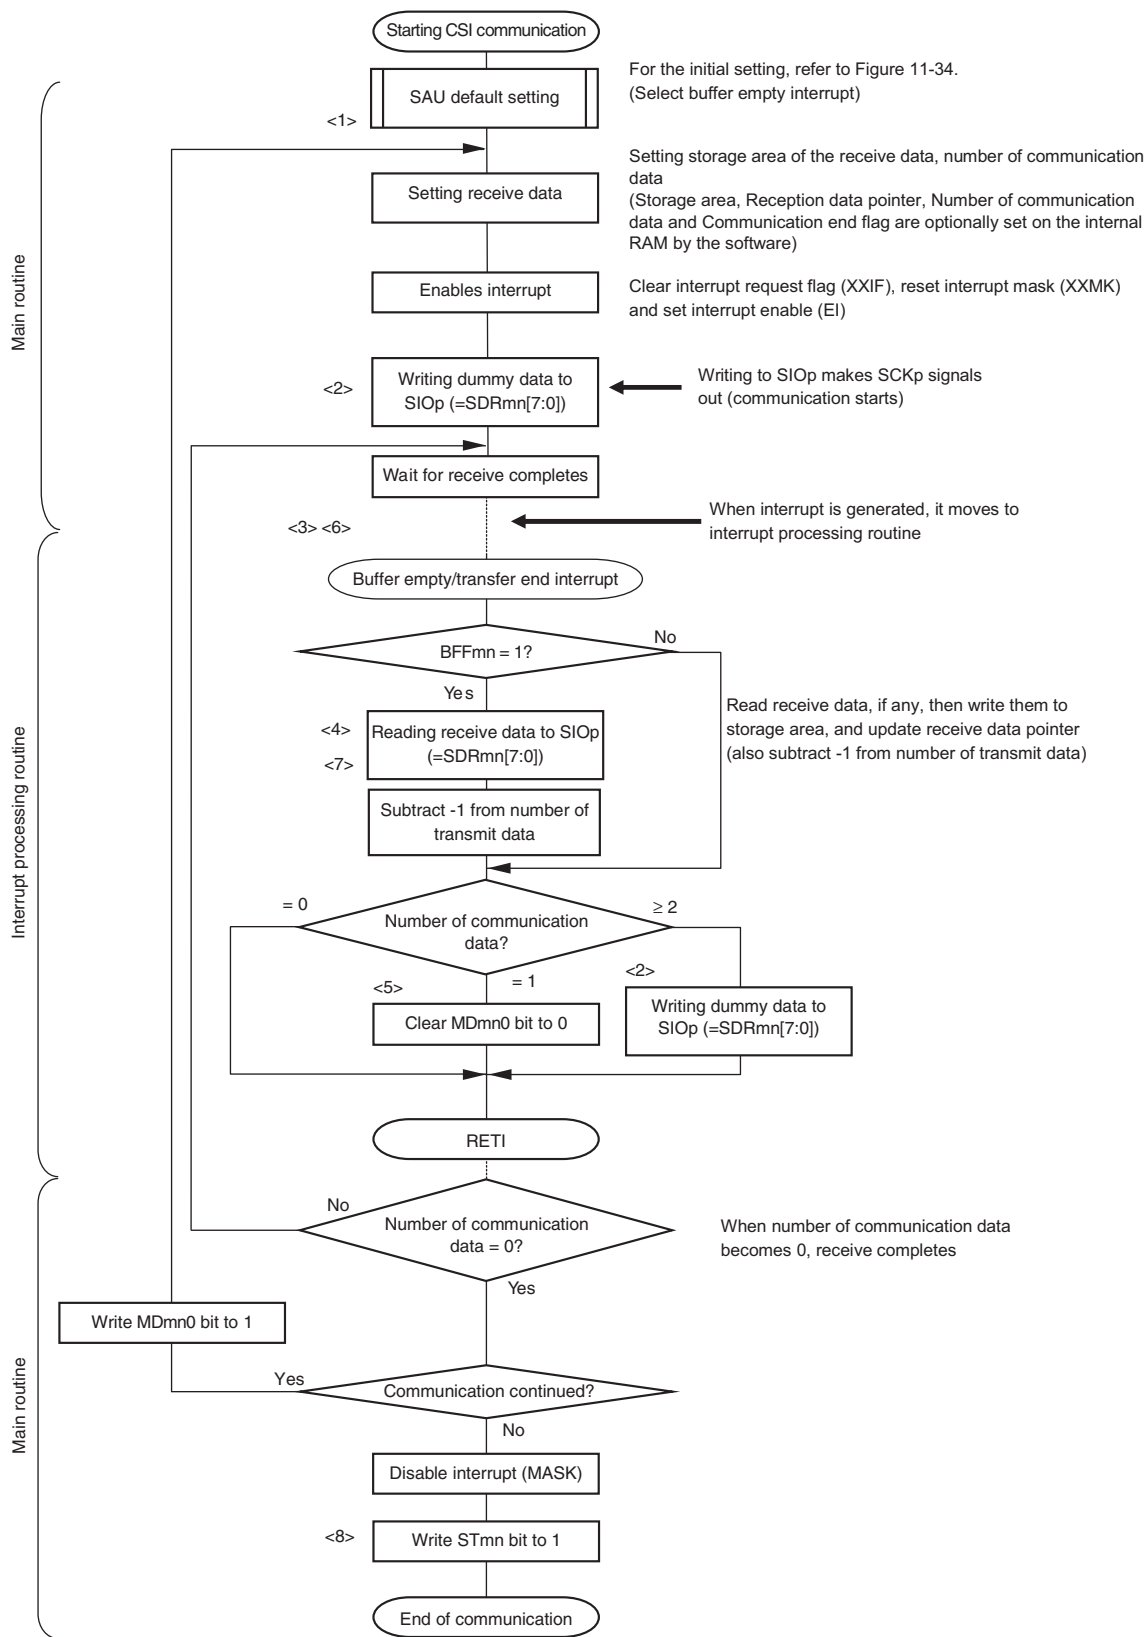 Starting CSI communication
For the initial setting, refer to Figure 11-34.
(Select buffer empty interrupt)
SAU default setting
<1>
Setting storage area of the receive data, number of communication
data
(Storage area, Reception data pointer, Number of communication
data and Communication end flag are optionally set on the internal
RAM by the software)
Setting receive data
Main routine
Enables interrupt
Clear interrupt request flag (XXIF), reset interrupt mask (XXMK)
and set interrupt enable (EI)
<2>
Writing dummy data to
SIOp (=SDRmn[7:0])
Writing to SIOp makes SCKp signals
out (communication starts)
Wait for receive completes
<3> <6>
When interrupt is generated, it moves to
interrupt processing routine
Buffer empty/transfer end interrupt
BFFmn = 1?
No
Yes
<4>
<7>
Reading receive data to SIOp
(=SDRmn[7:0])
Read receive data, if any, then write them to
storage area, and update receive data pointer
(also subtract -1 from number of transmit data)
Subtract -1 from number of
transmit data
Interrupt processing routine
= 0
Number of communication
data?
≥ 2
= 1
<5>
Clear MDmn0 bit to 0
<2>
Writing dummy data to
SIOp (=SDRmn[7:0])
RETI
No
Number of communication
data = 0?
When number of communication data
becomes 0, receive completes
Yes
Write MDmn0 bit to 1
Main routine
Yes
Communication continued?
No
Disable interrupt (MASK)
<8>
Write STmn bit to 1
End of communication